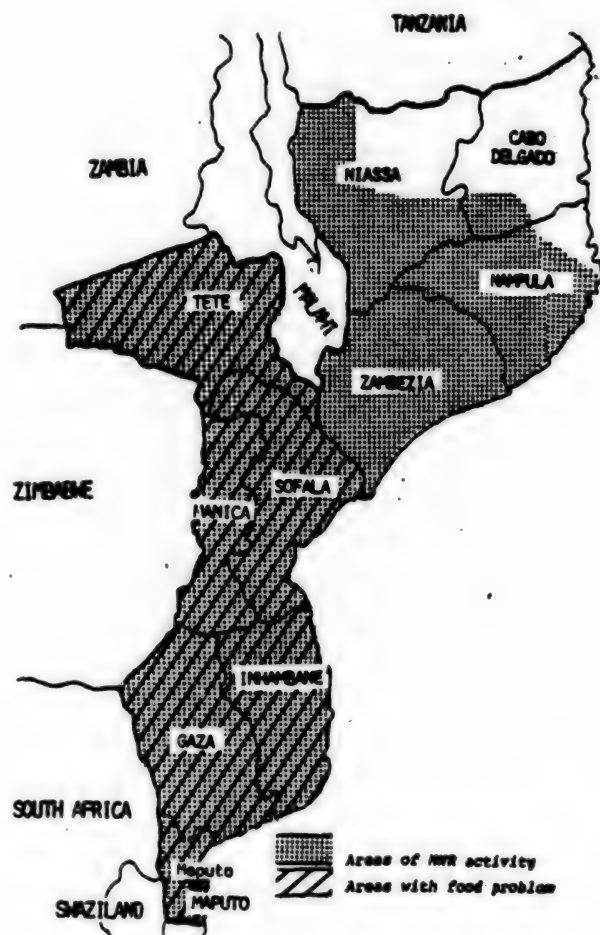 TANZANIA
CABO
DELGADO
ZAMBIA
NIASSA
NAMPULA
TETE
MALAWI
ZAMBEZIA
ZIMBABWE
SOFALA
MANICA
INHAMBANE
GAZA
SOUTH AFRICA
Areas of MNR activity
Maputo
Areas with food problem
MAPUTO
SWAZILAND